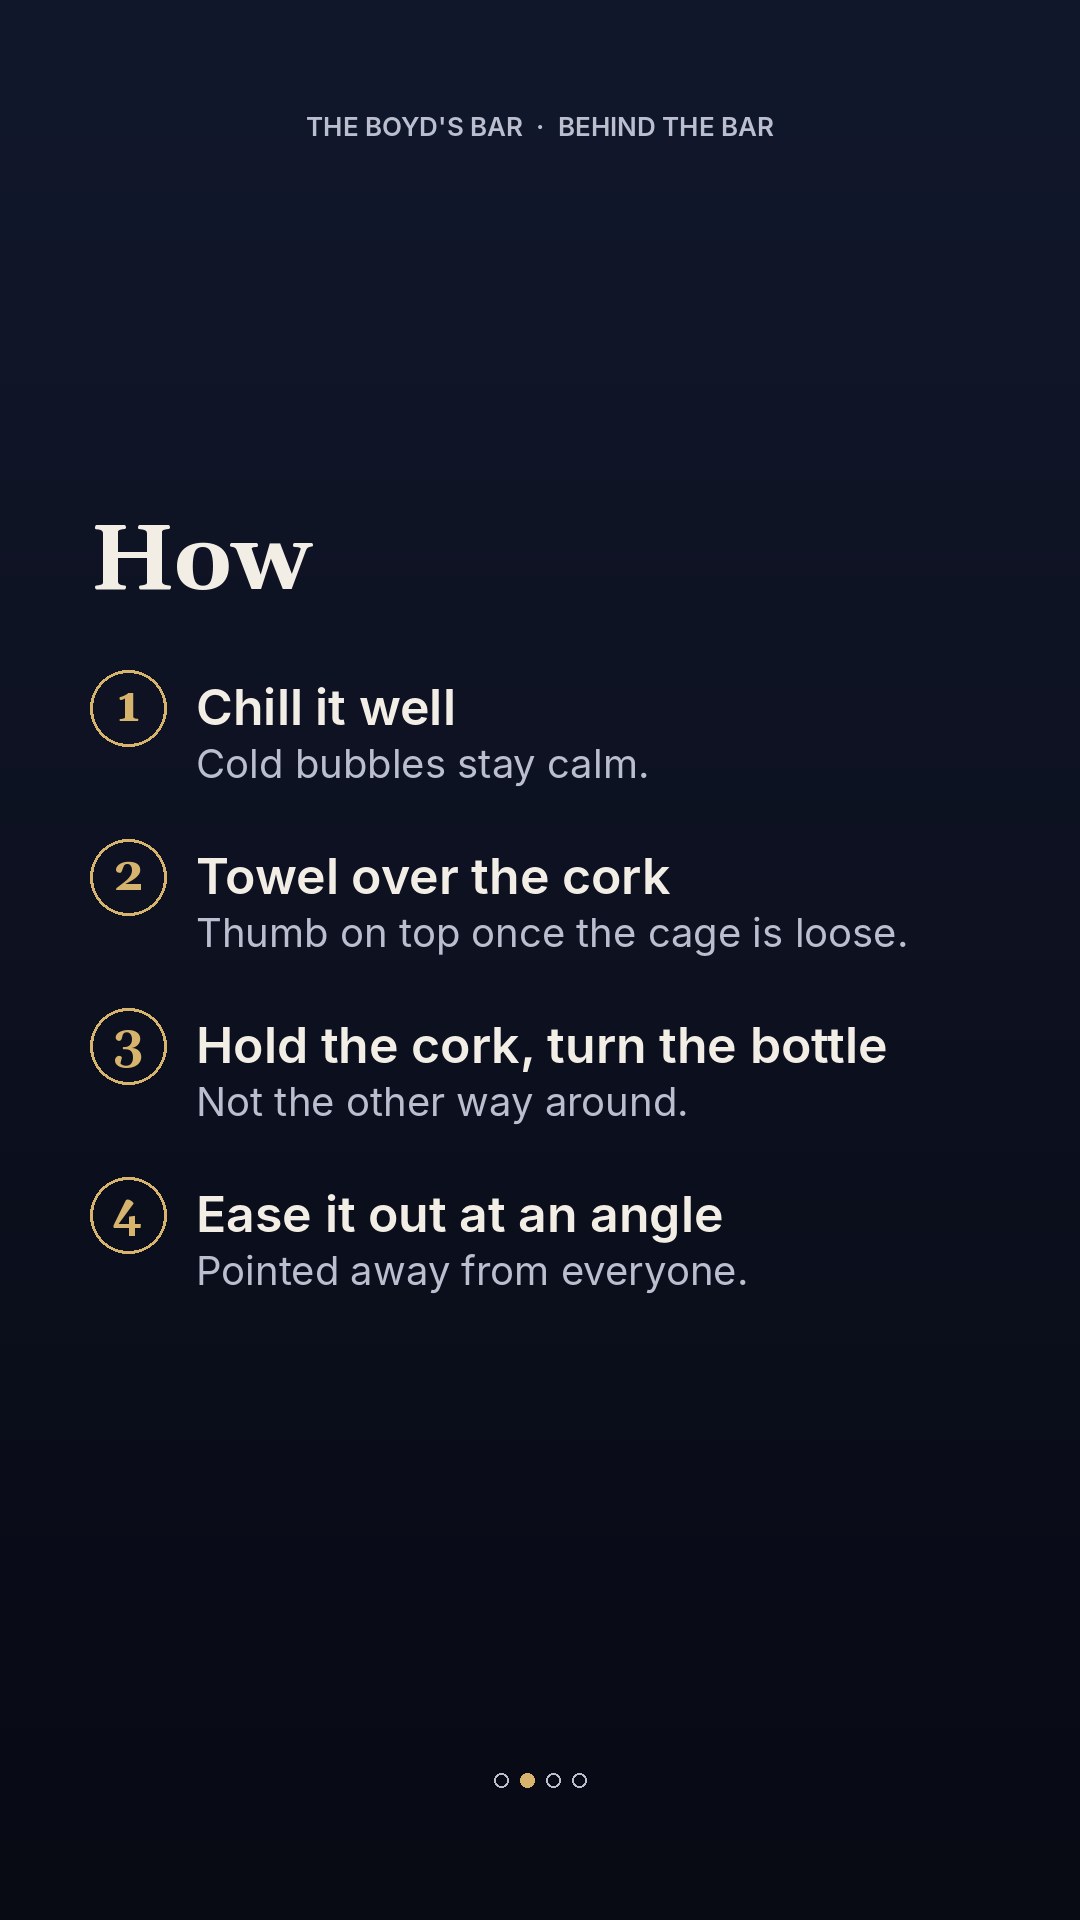 THE BOYD'S BAR · BEHIND THE BAR
How
1 Chill it well
Cold bubbles stay calm.
2 Towel over the cork
Thumb on top once the cage is loose.
3 Hold the cork, turn the bottle
Not the other way around.
4 Ease it out at an angle
Pointed away from everyone.